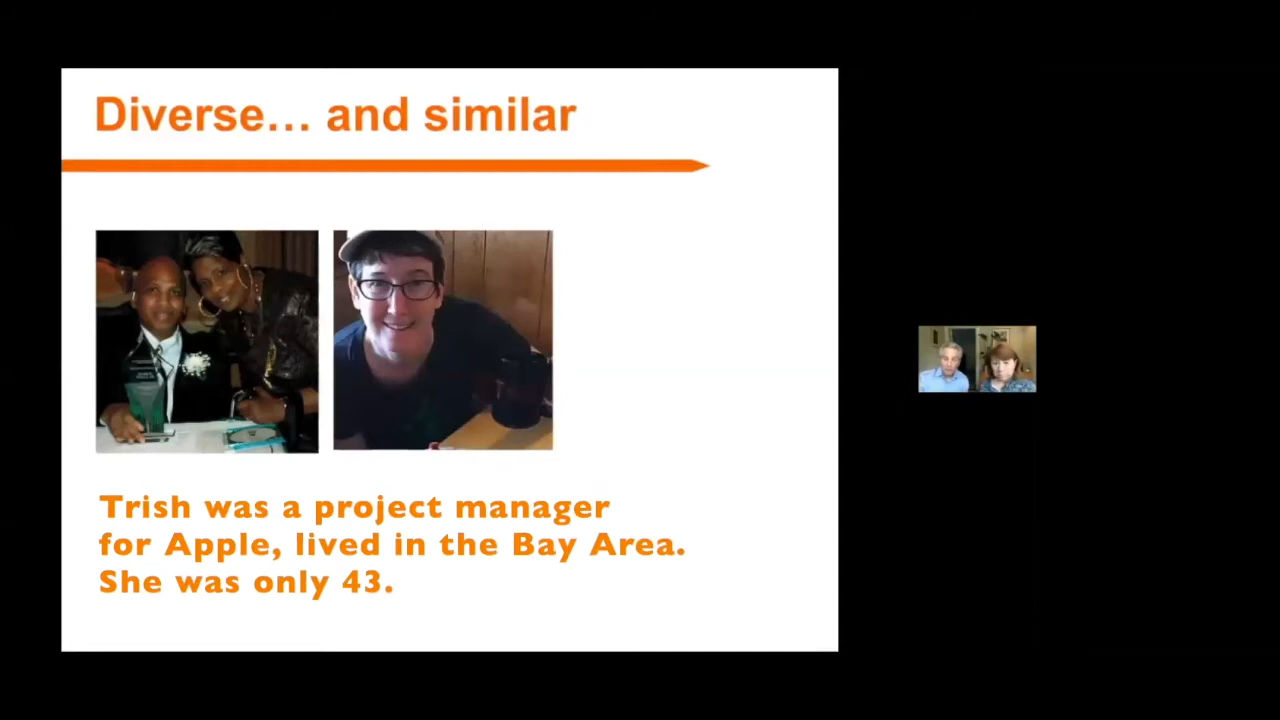 Diverse... and similar
Trish was a project manager
for Apple, lived in the Bay Area.
She was only 43.